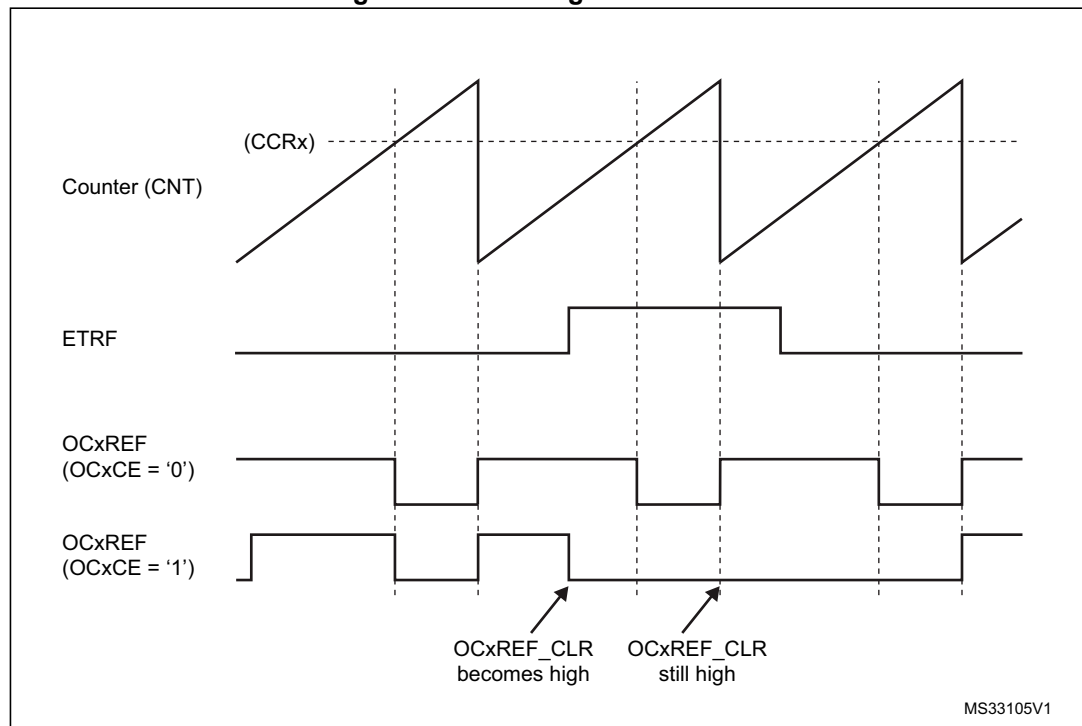 (CCRx)
Counter (CNT)
ETRF
OCxREF
(OCxCE = ‘0’)
OCxREF
(OCxCE = ‘1’)
OCxREF_CLR
becomes high
OCxREF_CLR
still high
MS33105V1